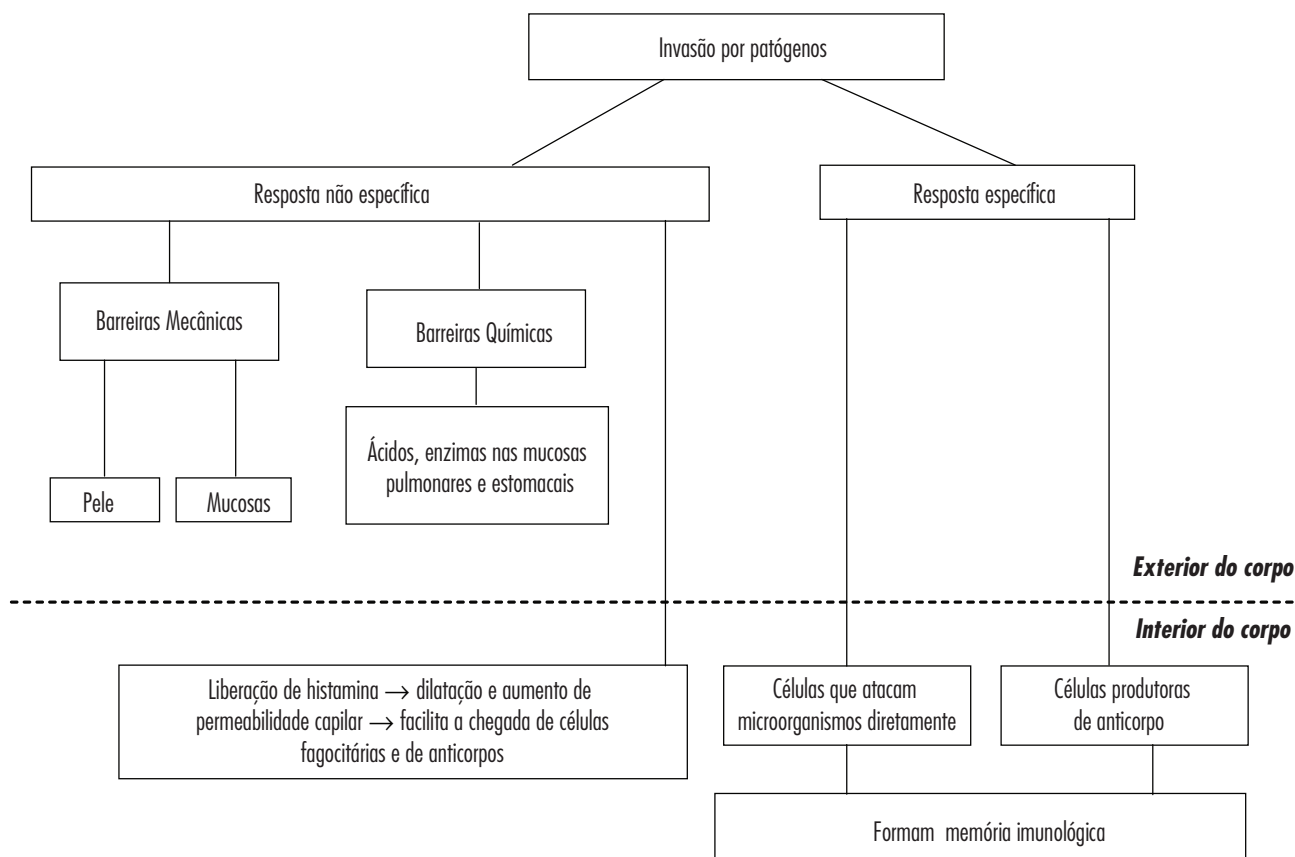 Invasão por patógenos
Resposta não específica
Resposta específica
Barreiras Mecânicas
Barreiras Químicas
Ácidos, enzimas nas mucosas
pulmonares e estomacais
Pele
Mucosas
Exterior do corpo
Interior do corpo
Liberação de histamina → dilatação e aumento de
permeabilidade capilar → facilita a chegada de células
fagocitárias e de anticorpos
Células que atacam
microorganismos diretamente
Células produtoras
de anticorpo
Formam memória imunológica